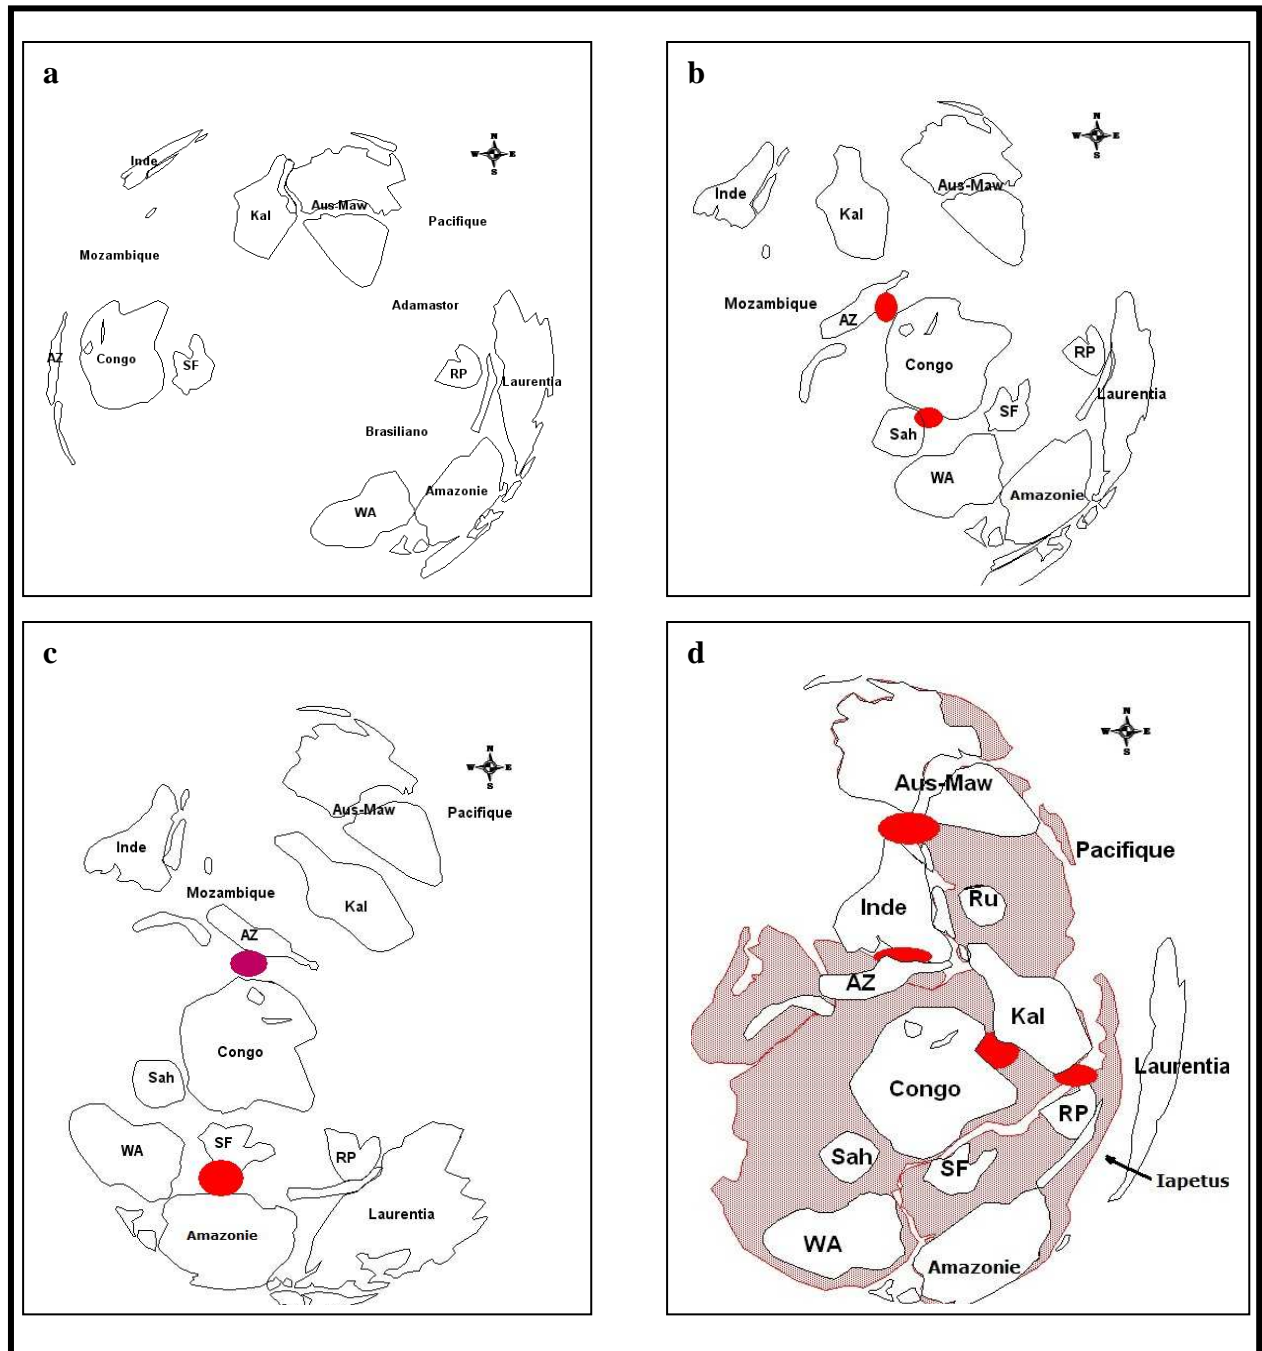 a
N
W E
S
Inde
Kal
Aus-Maw
Pacifique
Mozambique
Adamastor
AZ
Congo
SF
RP
Laurentia
Brasiliano
Amazonie
WA
b
N
W E
S
Inde
Aus-Maw
Kal
Mozambique
AZ
Congo
RP
Laurentia
SF
Sah
WA
Amazonie
c
N
W E
S
Aus-Maw
Pacifique
Inde
Mozambique
Kal
AZ
Congo
Sah
WA
SF
RP
Laurentia
Amazonie
d
N
W E
S
Aus-Maw
Pacifique
Inde
Ru
AZ
Kal
Laurentia
Congo
RP
Sah
SF
Iapetus
WA
Amazonie